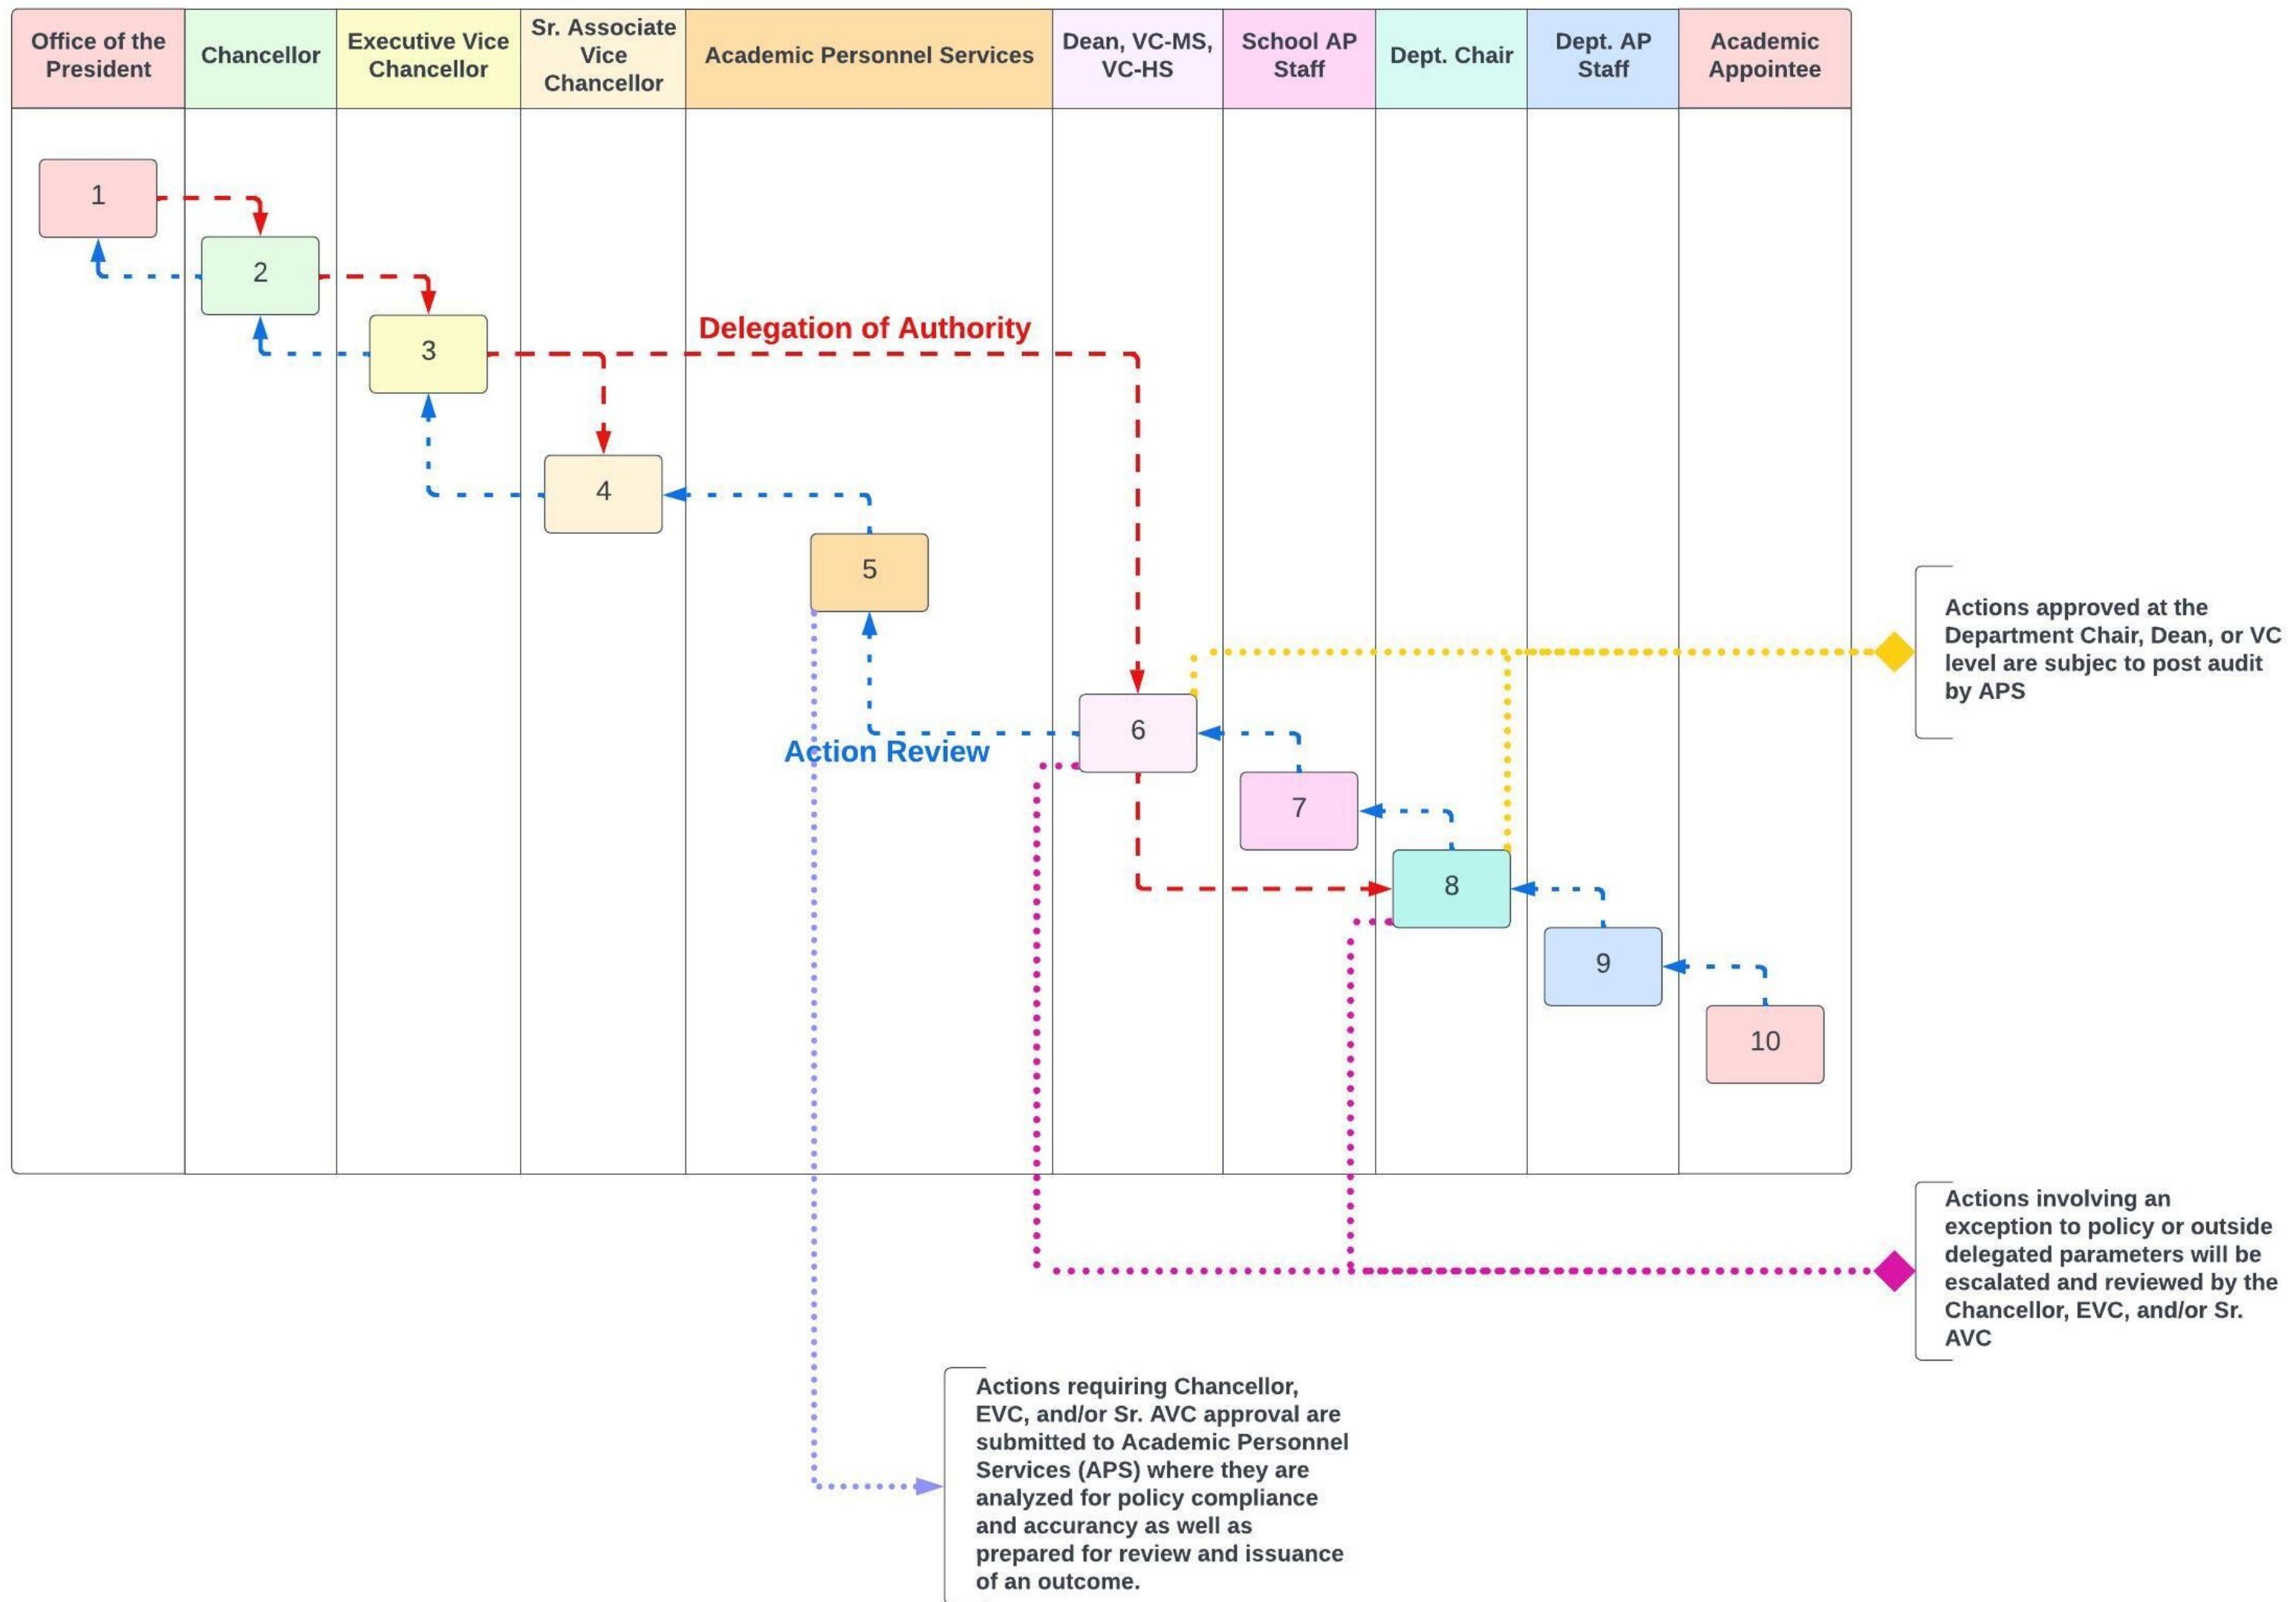 Office of the
President
Chancellor
Executive Vice
Chancellor
Sr. Associate
Vice
Chancellor
Academic Personnel Services
Dean, VC-MS,
VC-HS
School AP
Staff
Dept. Chair
Dept. AP
Staff
Academic
Appointee
1
2
3
Delegation of Authority
4
5
Actions approved at the
Department Chair, Dean, or VC
level are subjec to post audit
by APS
6
Action Review
7
8
9
10
Actions involving an
exception to policy or outside
delegated parameters will be
escalated and reviewed by the
Chancellor, EVC, and/or Sr.
AVC
Actions requiring Chancellor,
EVC, and/or Sr. AVC approval are
submitted to Academic Personnel
Services (APS) where they are
analyzed for policy compliance
and accurancy as well as
prepared for review and issuance
of an outcome.